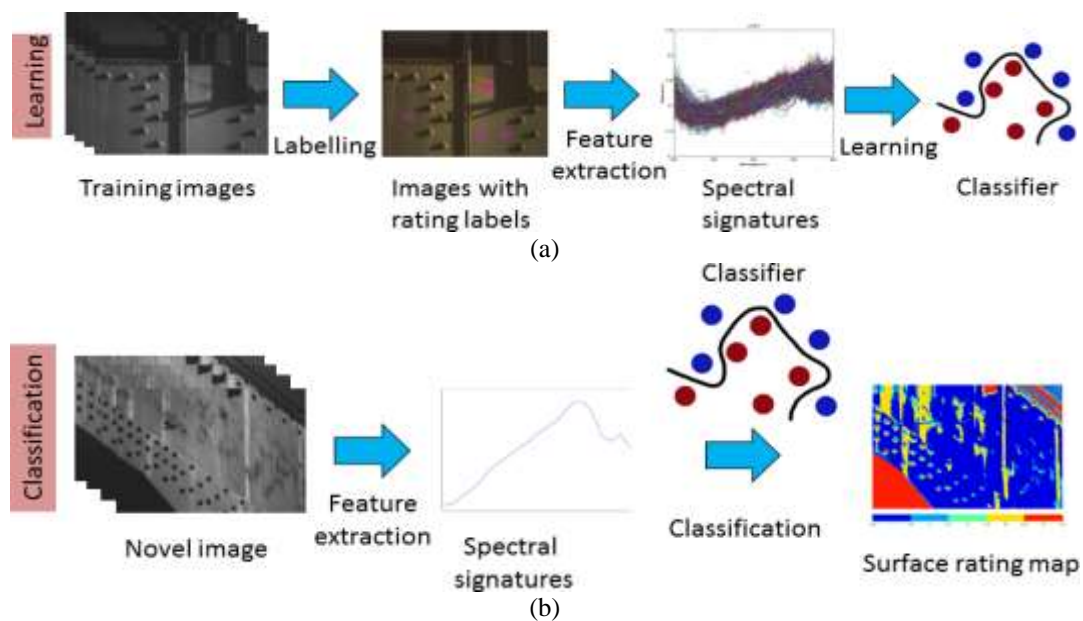 Learning
Labelling
Feature
extraction
Learning
Training images
Images with
rating labels
Spectral
signatures
Classifier
(a)
Classifier
Classification
Feature
extraction
Classification
Novel image
Spectral
signatures
Surface rating map
(b)